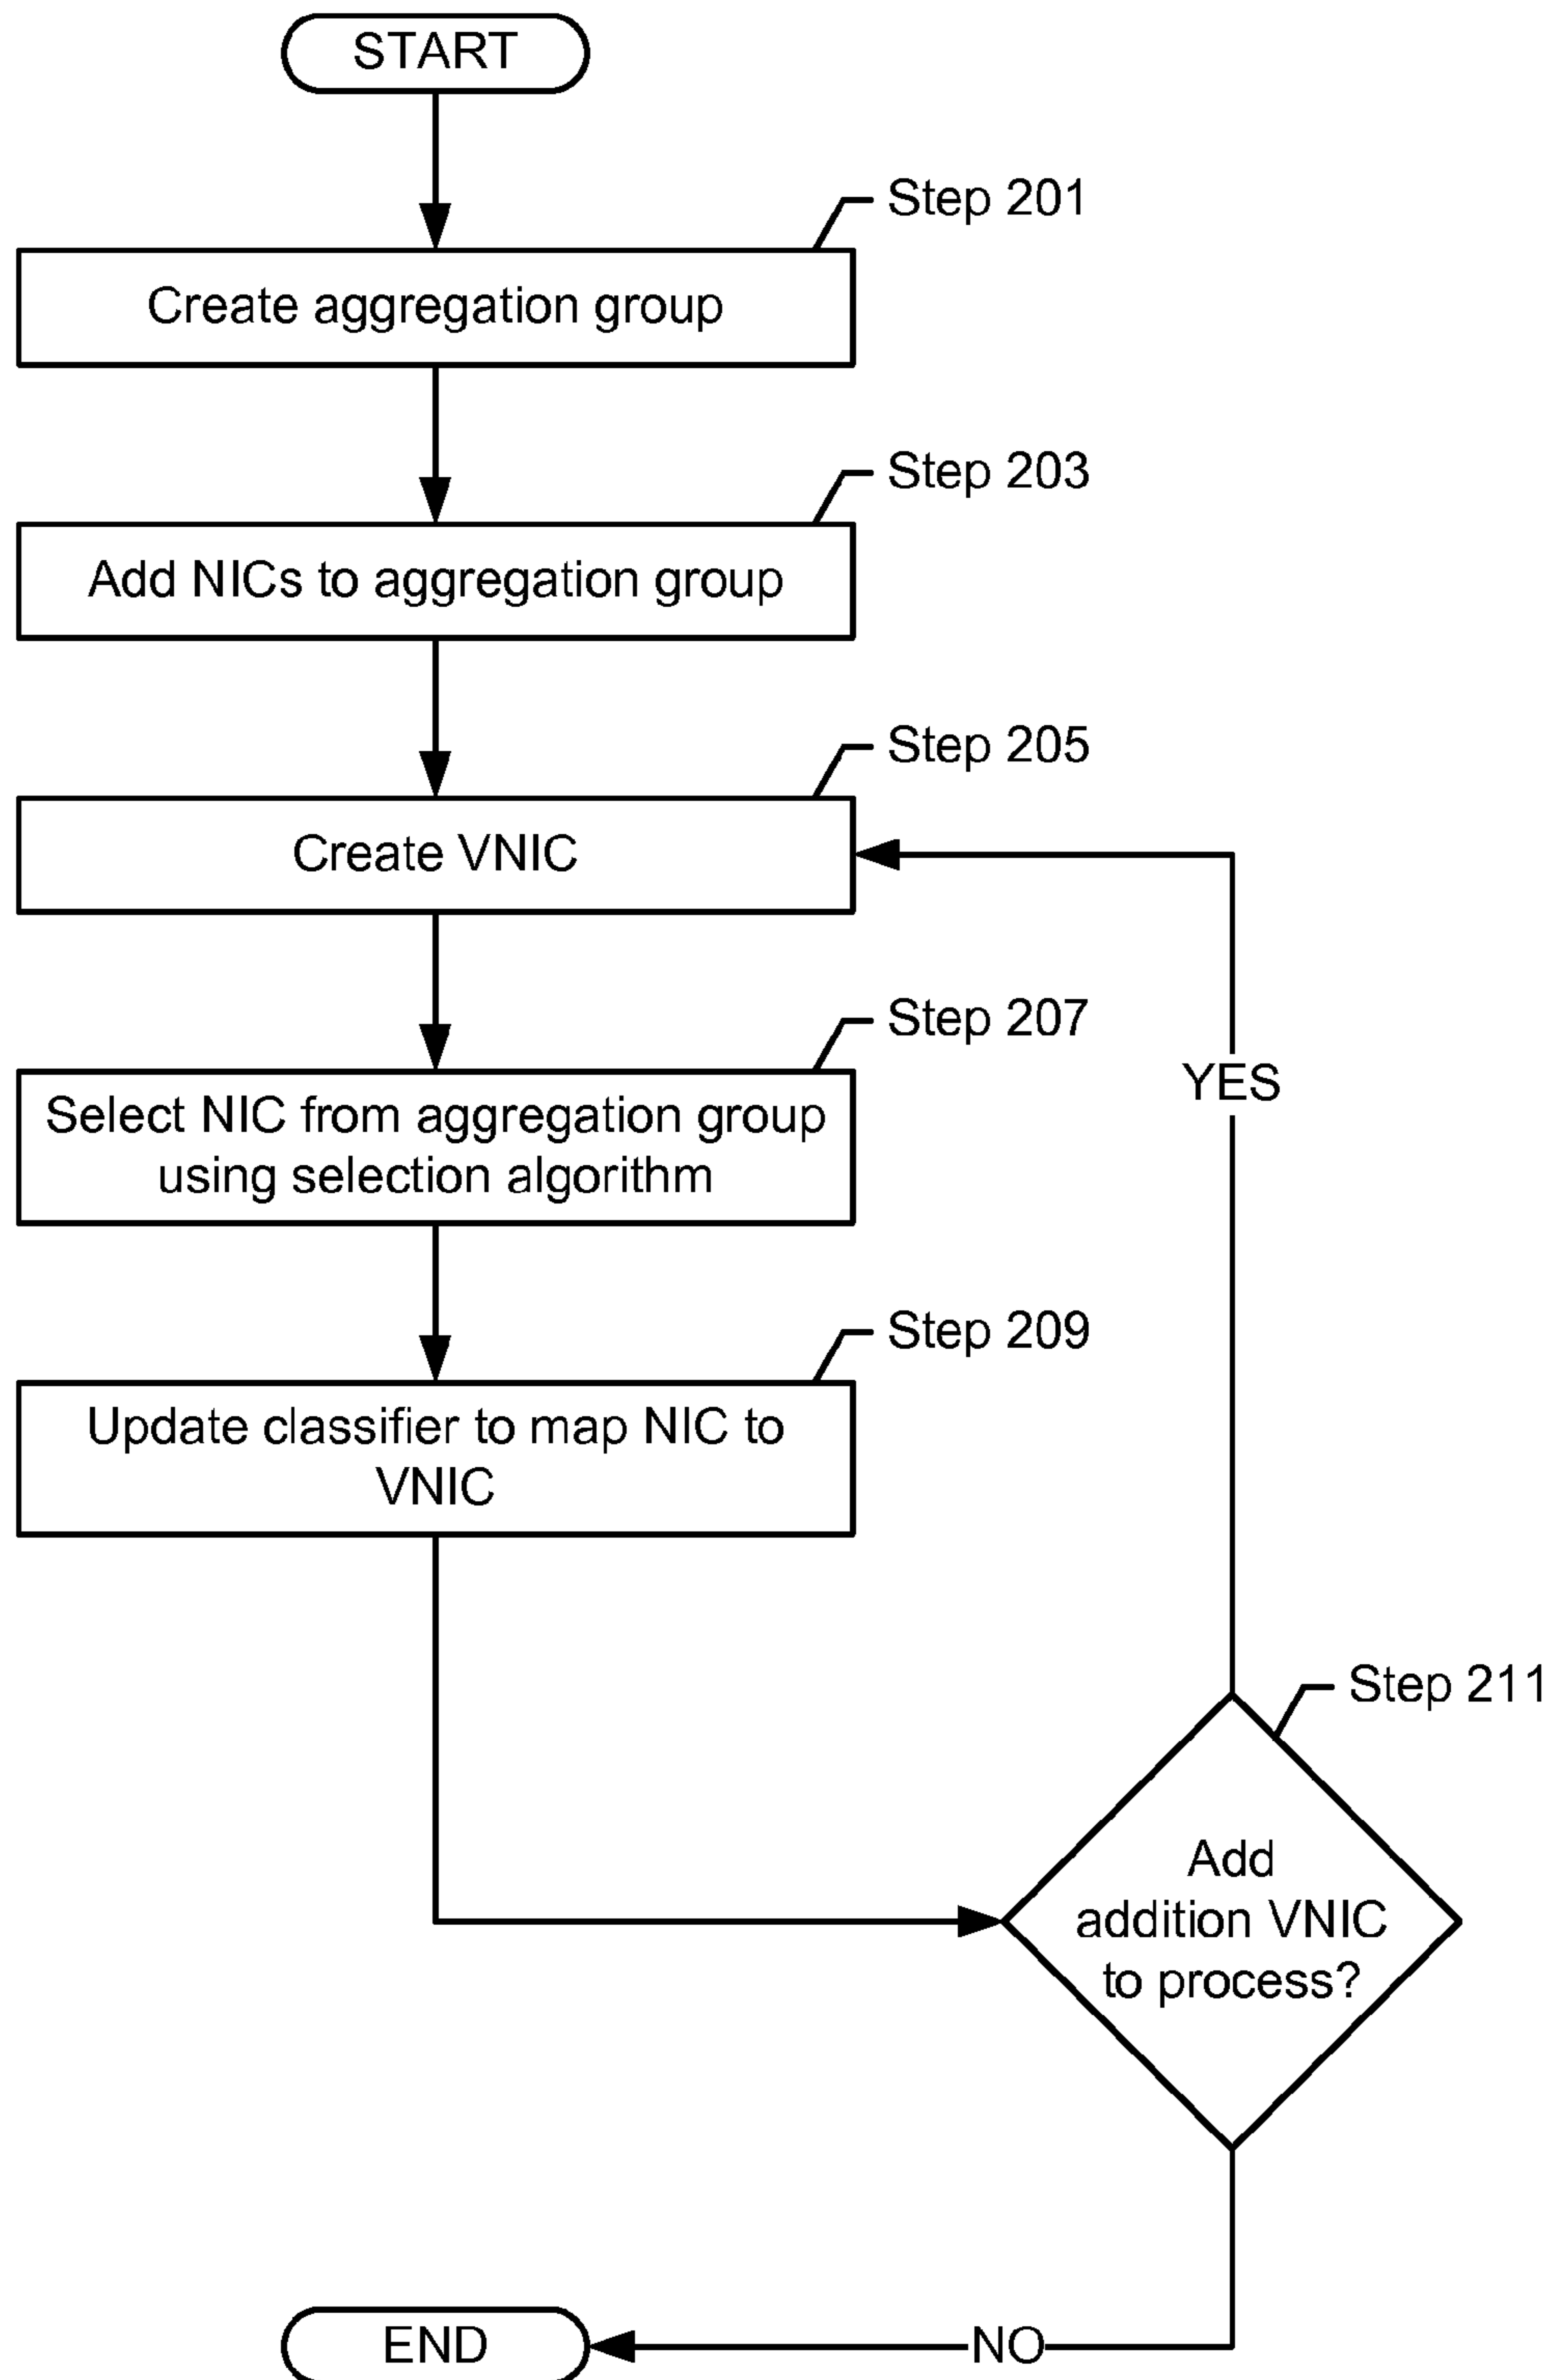 START
Step 201
Create aggregation group
Step 203
Add NICs to aggregation group
Step 205
Create VNIC
Step 207
Select NIC from aggregation group
using selection algorithm
Step 209
Update classifier to map NIC to
VNIC
YES
Step 211
Add
addition VNIC
to process?
NO
END